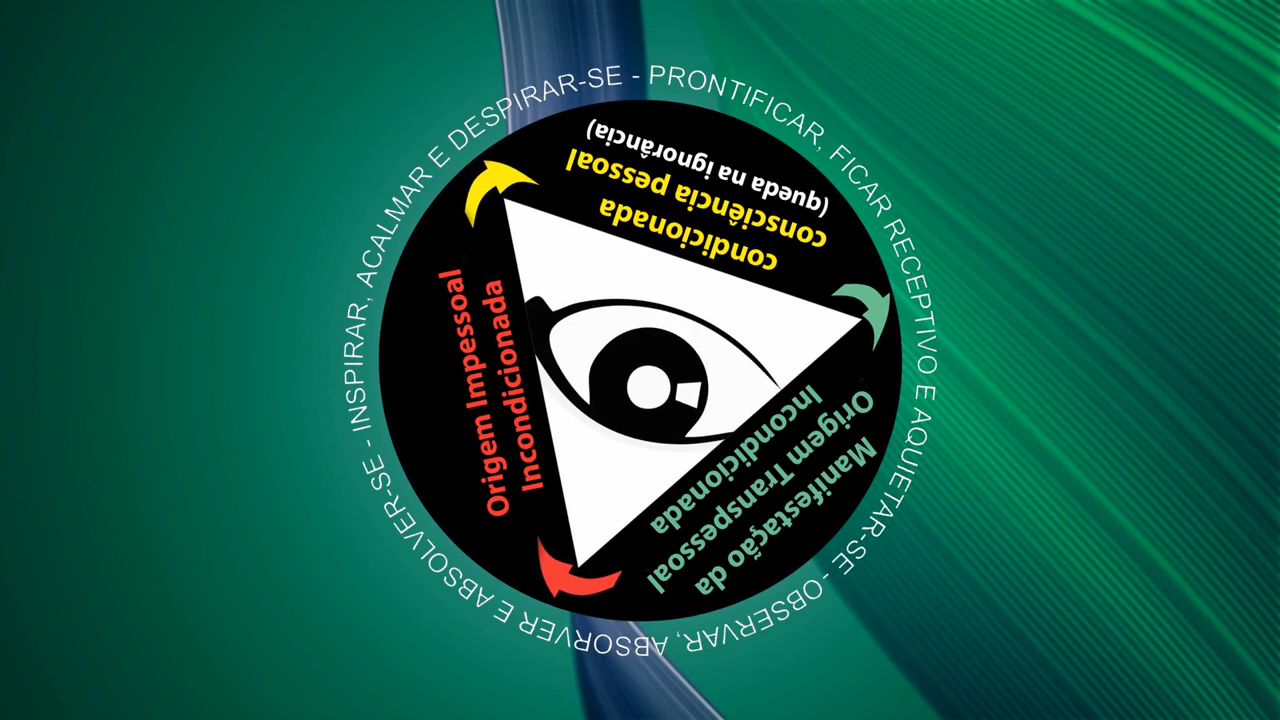 PRONTIFICAR, FICAR RECEPTIVO E AQUIETAR-SE - OBSERVAR, ABSORVER E ABSOLVER-SE - INSPIRAR, ACALMAR E DESPIRAR-SE -
condicionada
consciência pessoal
(queda na ignorância)
Origem Impessoal
Incondicionada
Manifestação da
Origem Transpessoal
Incondicionada